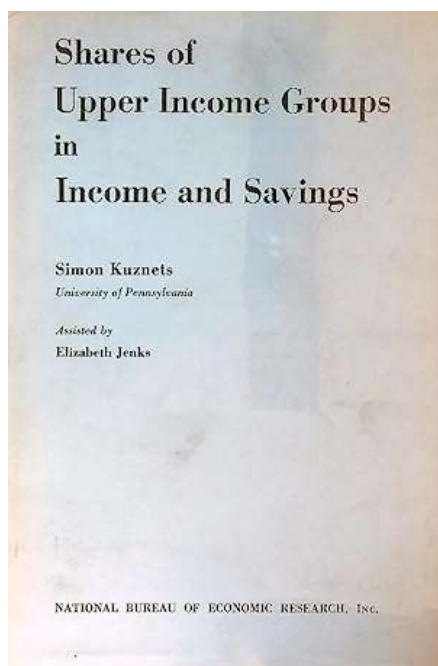 Shares of
Upper Income Groups
in
Income and Savings
Simon Kuznets
University of Pennsylvania
Assisted by
Elizabeth Jenks
NATIONAL BUREAU OF ECONOMIC RESEARCH, INC.